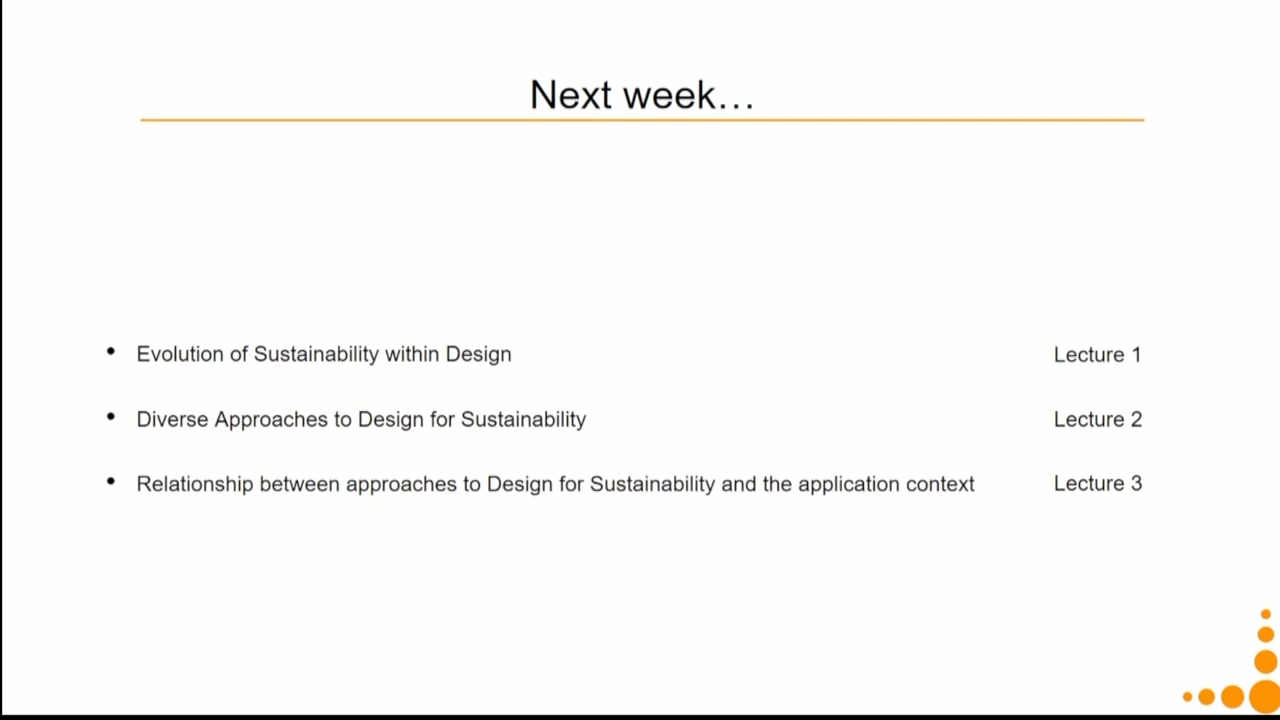 Next week…
• Evolution of Sustainability within Design Lecture 1
• Diverse Approaches to Design for Sustainability Lecture 2
• Relationship between approaches to Design for Sustainability and the application context Lecture 3